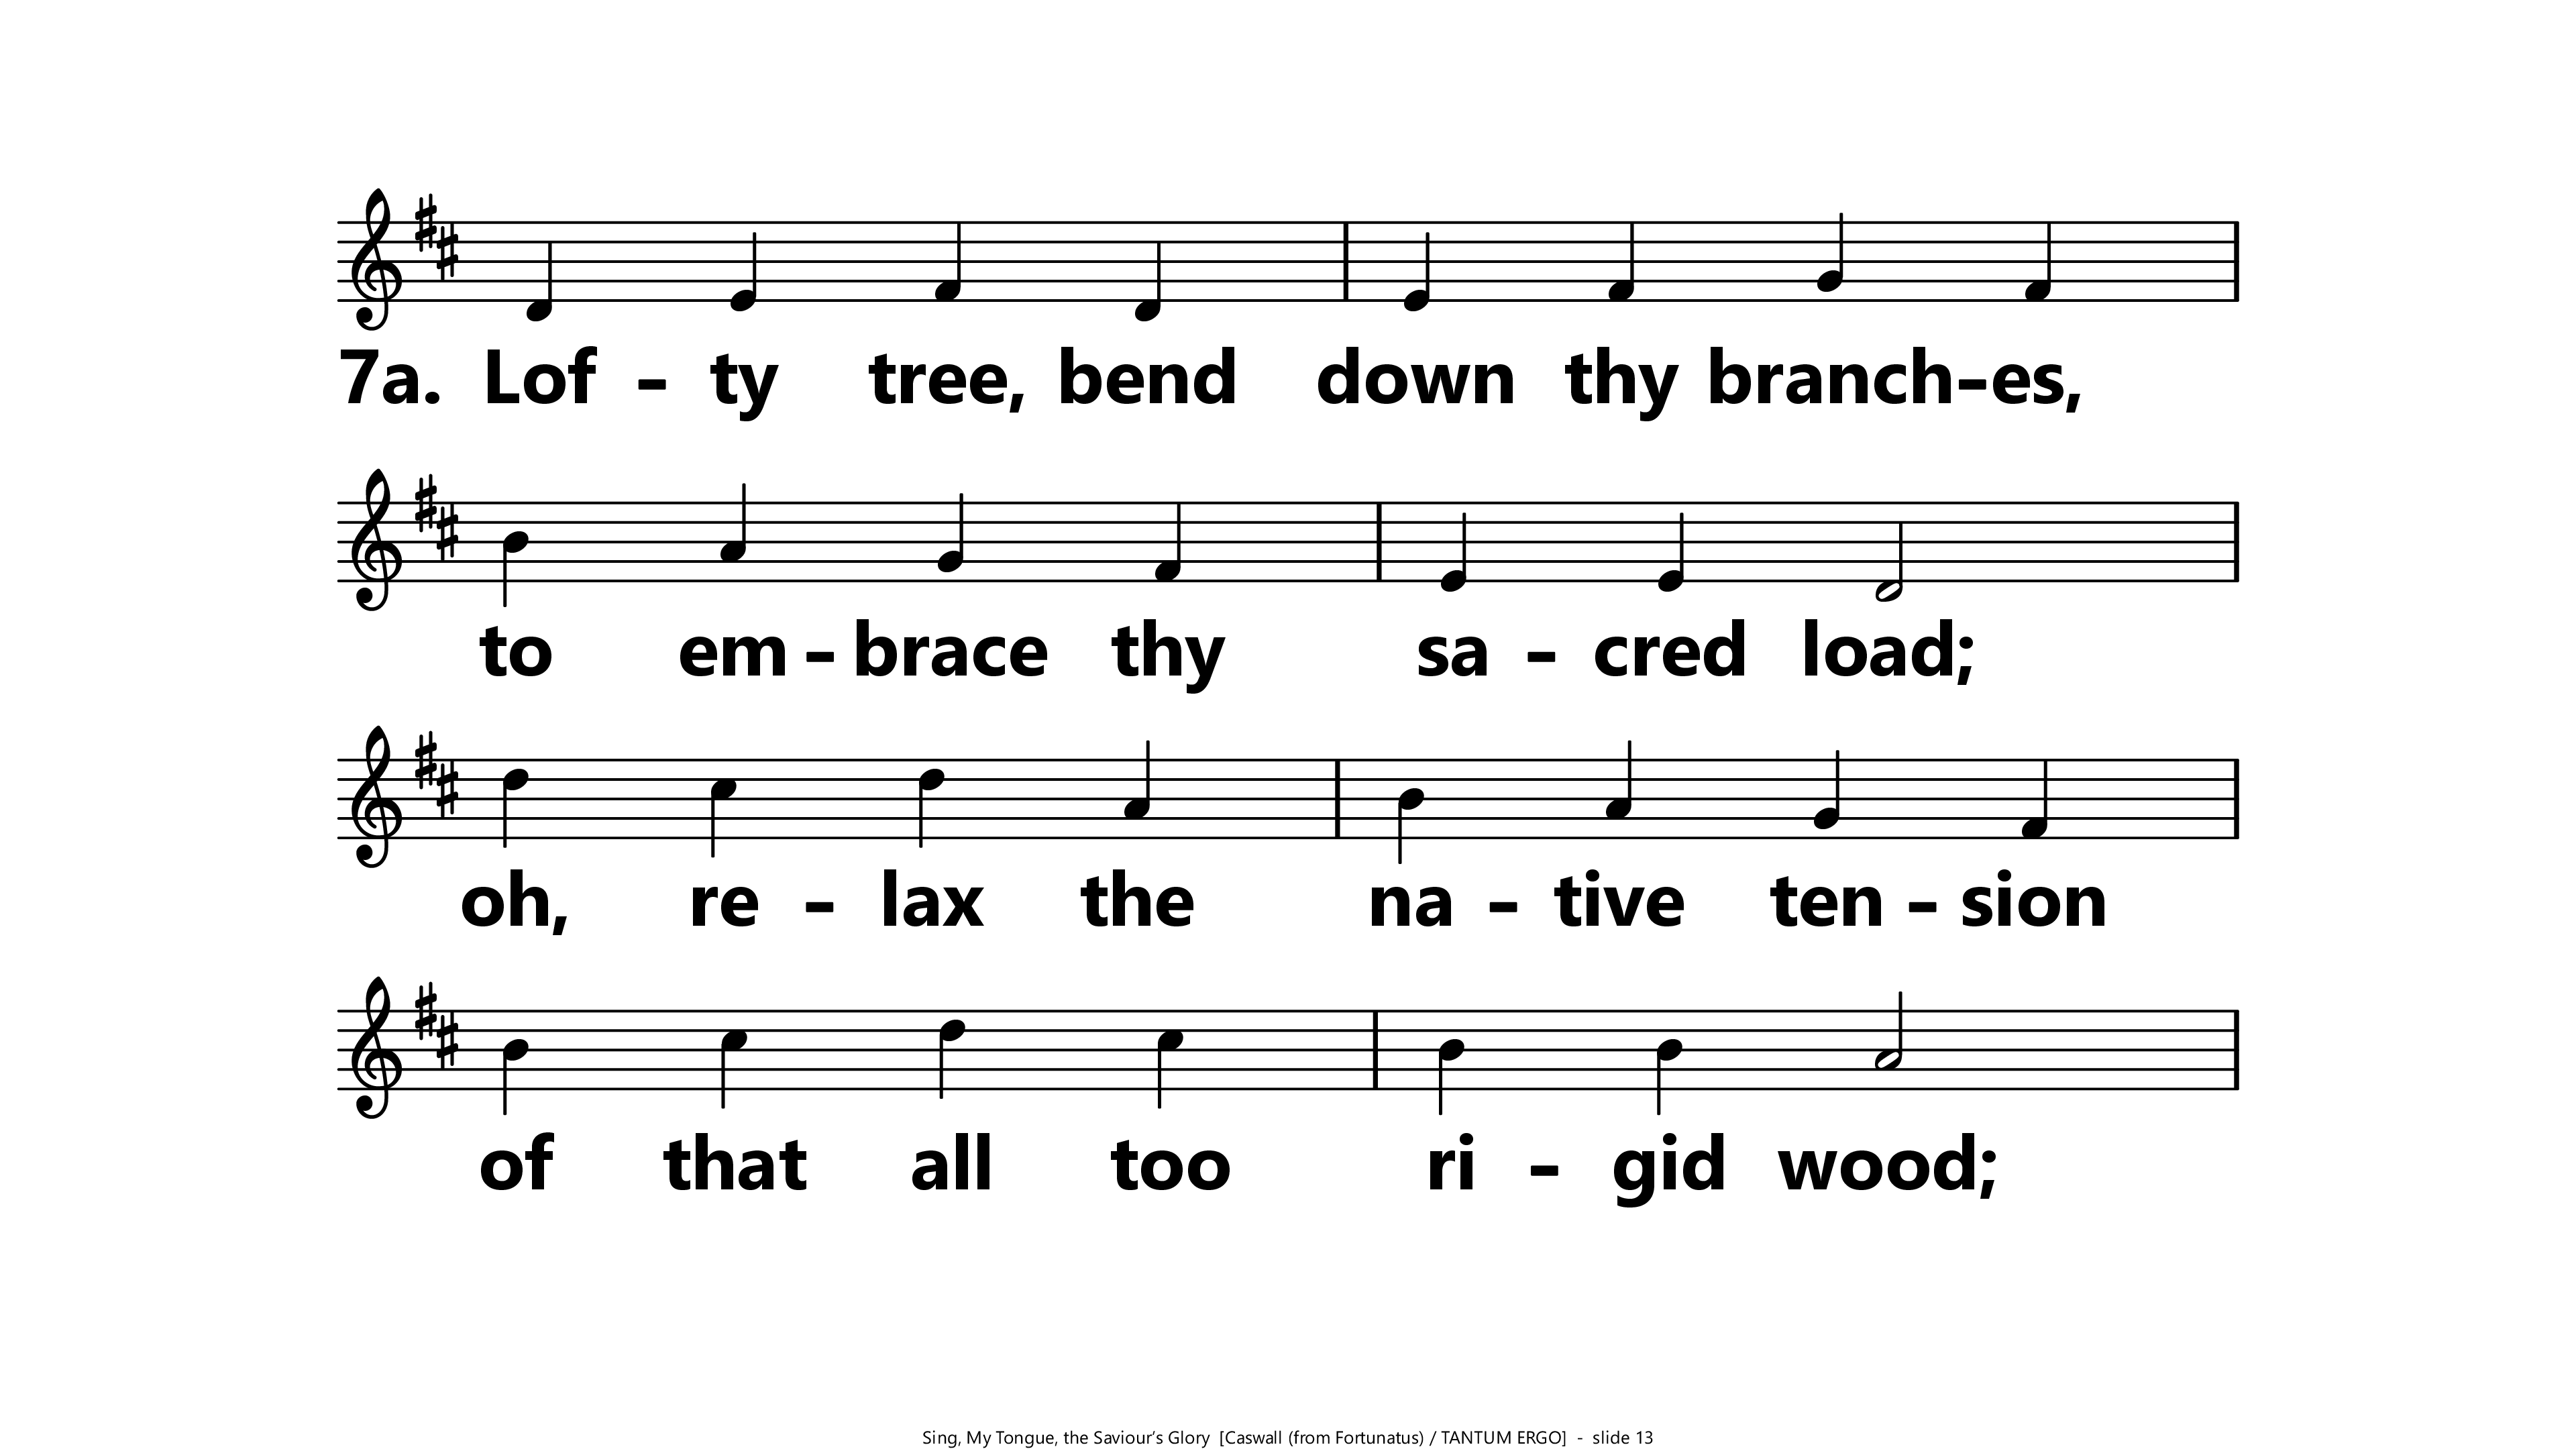 7a. Lof - ty tree, bend down thy branch-es,
to em - brace thy sa - cred load;
oh, re - lax the na - tive ten - sion
of that all too ri - gid wood;
Sing, My Tongue, the Saviour’s Glory [Caswall (from Fortunatus) / TANTUM ERGO] - slide 13